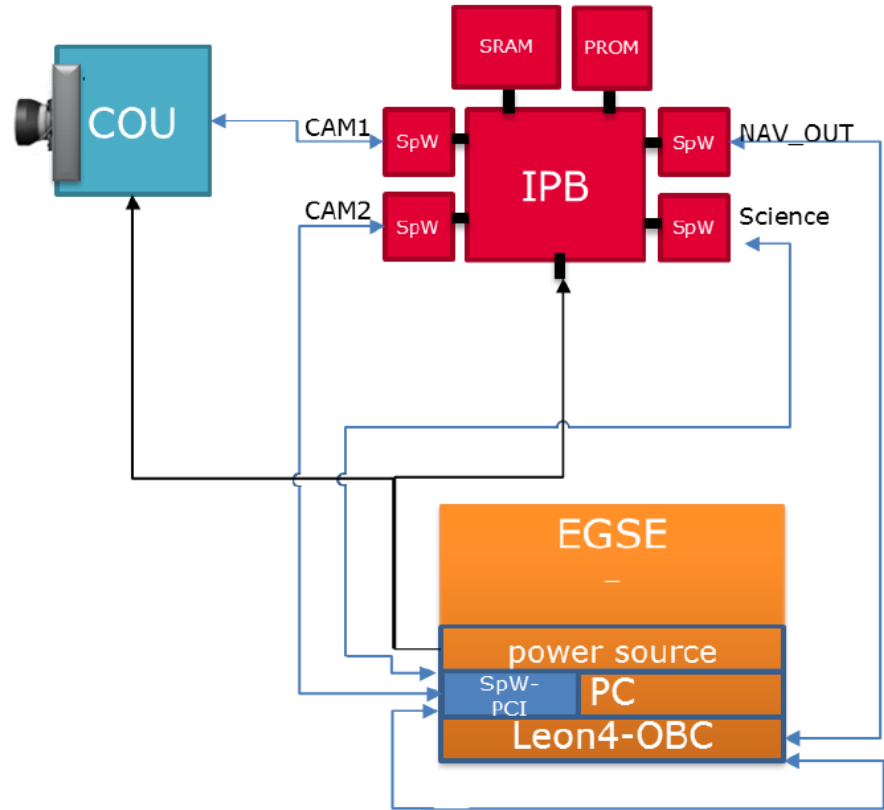 SRAM
PROM
COU
CAM1
SpW
SpW
NAV_OUT
IPB
CAM2
SpW
SpW
Science
EGSE
–
power source
SpW-
PCI
PC
Leon4-OBC